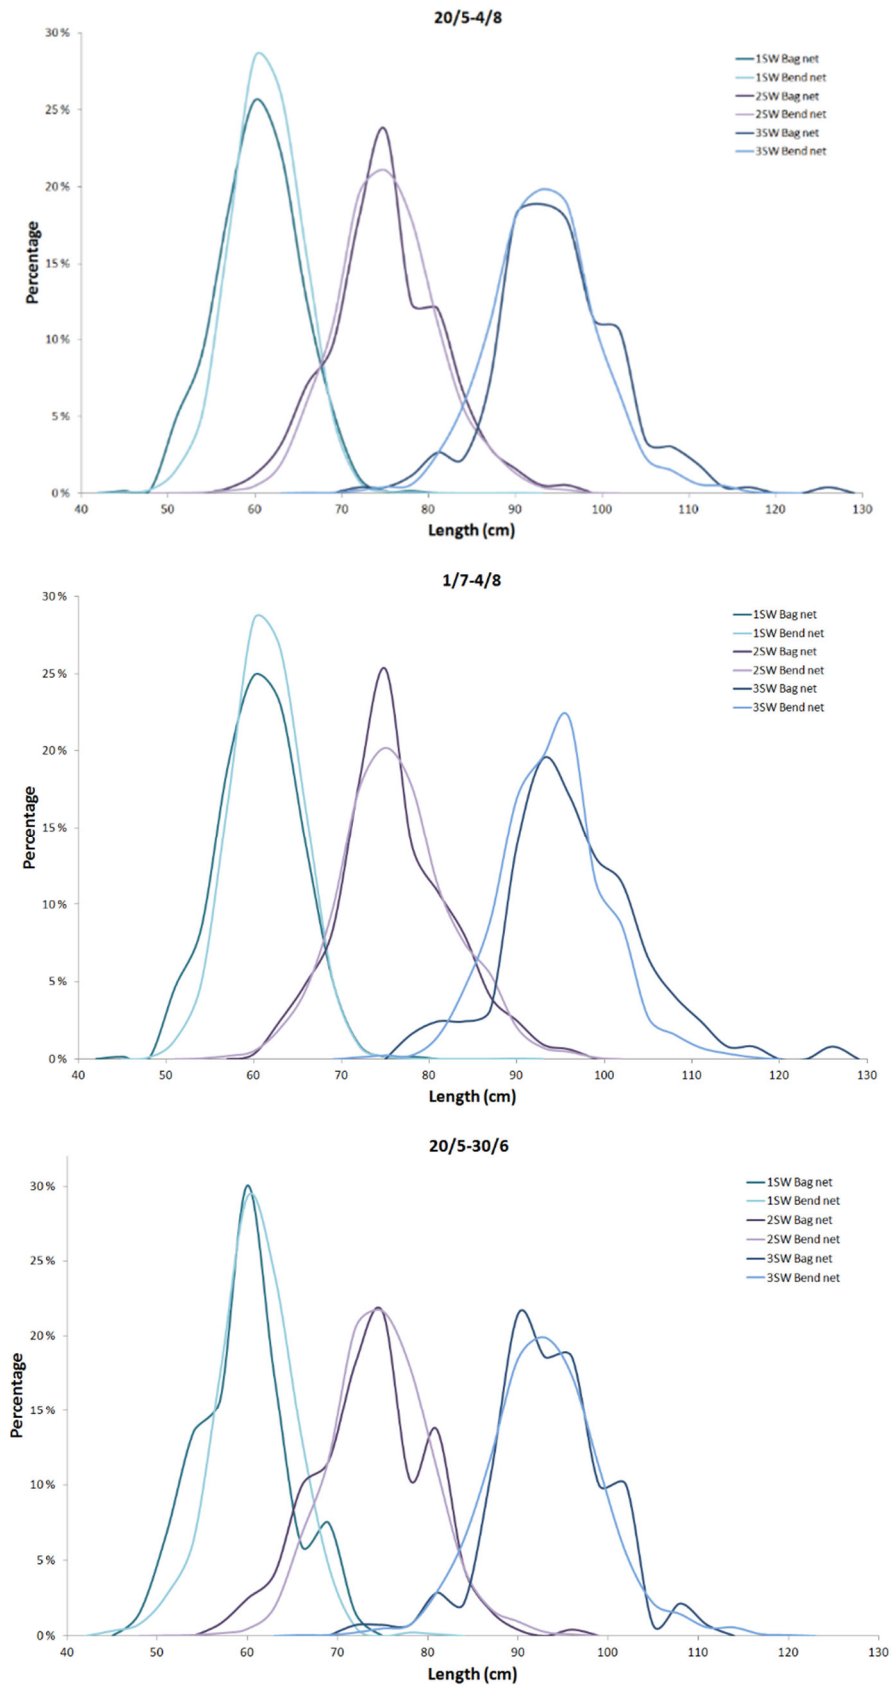 20/5-4/8
30%
25%
20%
15%
10%
5%
0%
Percentage
1SW Bag net
1SW Bend net
2SW Bag net
2SW Bend net
3SW Bag net
3SW Bend net
40 50 60 70 80 90 100 110 120 130
Length (cm)
1/7-4/8
30%
25%
20%
15%
10%
5%
0%
Percentage
1SW Bag net
1SW Bend net
2SW Bag net
2SW Bend net
3SW Bag net
3SW Bend net
40 50 60 70 80 90 100 110 120 130
Length (cm)
20/5-30/6
30%
25%
20%
15%
10%
5%
0%
Percentage
1SW Bag net
1SW Bend net
2SW Bag net
2SW Bend net
3SW Bag net
3SW Bend net
40 50 60 70 80 90 100 110 120 130
Length (cm)